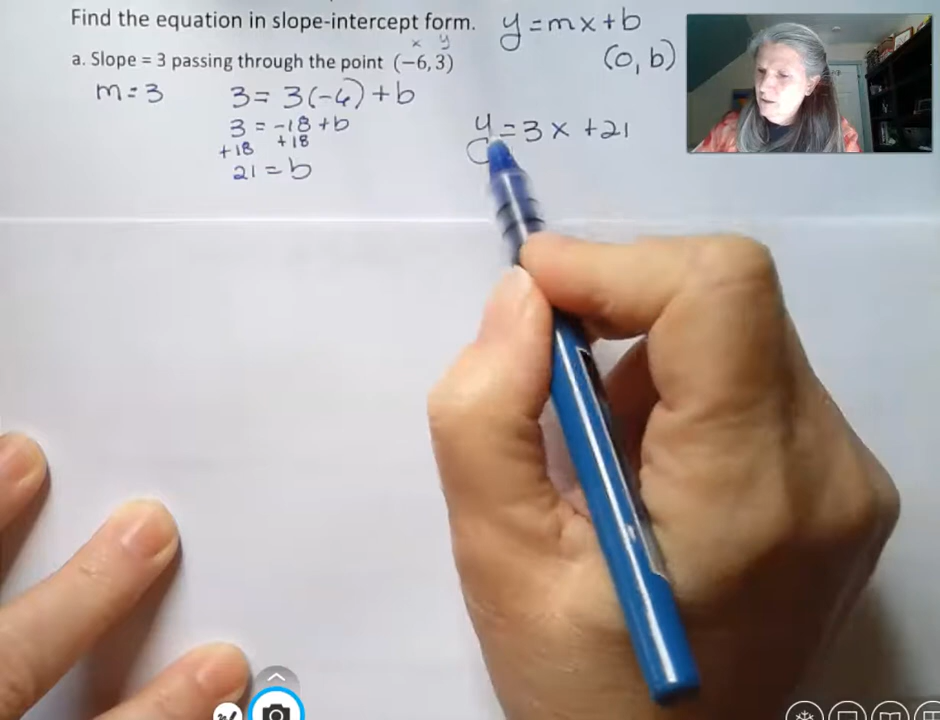 Find the equation in slope-intercept form.
y = mx + b
x y
(0, b)
a. Slope = 3 passing through the point (−6, 3)
m = 3
3 = 3(-6) + b
3 = -18 + b
+18 +18
21 = b
y = 3x + 21